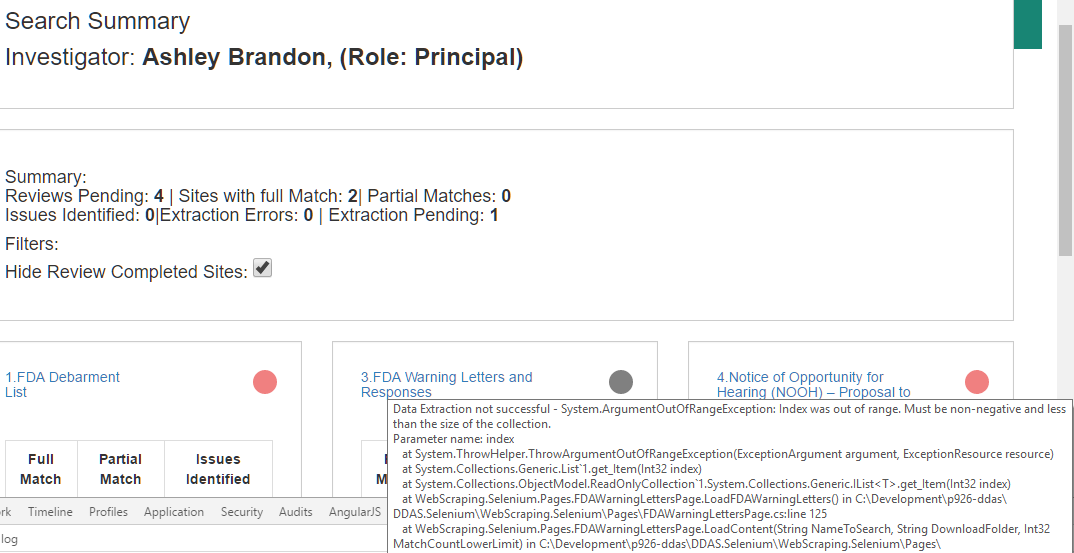 Search Summary
Investigator: Ashley Brandon, (Role: Principal)
Summary:
Reviews Pending: 4 | Sites with full Match: 2| Partial Matches: 0
Issues Identified: 0|Extraction Errors: 0 | Extraction Pending: 1
Filters:
Hide Review Completed Sites:
1.FDA Debarment
List
Full
Match
Partial
Match
Issues
Identified
3.FDA Warning Letters and
Responses
4.Notice of Opportunity for
Hearing (NOOH) – Proposal to
Data Extraction not successful - System.ArgumentOutOfRangeException: Index was out of range. Must be non-negative and less
than the size of the collection.
Parameter name: index
at System.ThrowHelper.ThrowArgumentOutOfRangeException(ExceptionArgument argument, ExceptionResource resource)
at System.Collections.Generic.List`1.get_Item(Int32 index)
at System.Collections.ObjectModel.ReadOnlyCollection`1.System.Collections.Generic.IList<T>.get_Item(Int32 index)
at WebScraping.Selenium.Pages.FDAWarningLettersPage.LoadFDAWarningLetters() in C:\Development\p926-ddas\
DDAS.Selenium\WebScraping.Selenium\Pages\FDAWarningLettersPage.cs:line 125
at WebScraping.Selenium.Pages.FDAWarningLettersPage.LoadContent(String NameToSearch, String DownloadFolder, Int32
MatchCountLowerLimit) in C:\Development\p926-ddas\DDAS.Selenium\WebScraping.Selenium\Pages\
rk Timeline Profiles Application Security Audits AngularJS
log